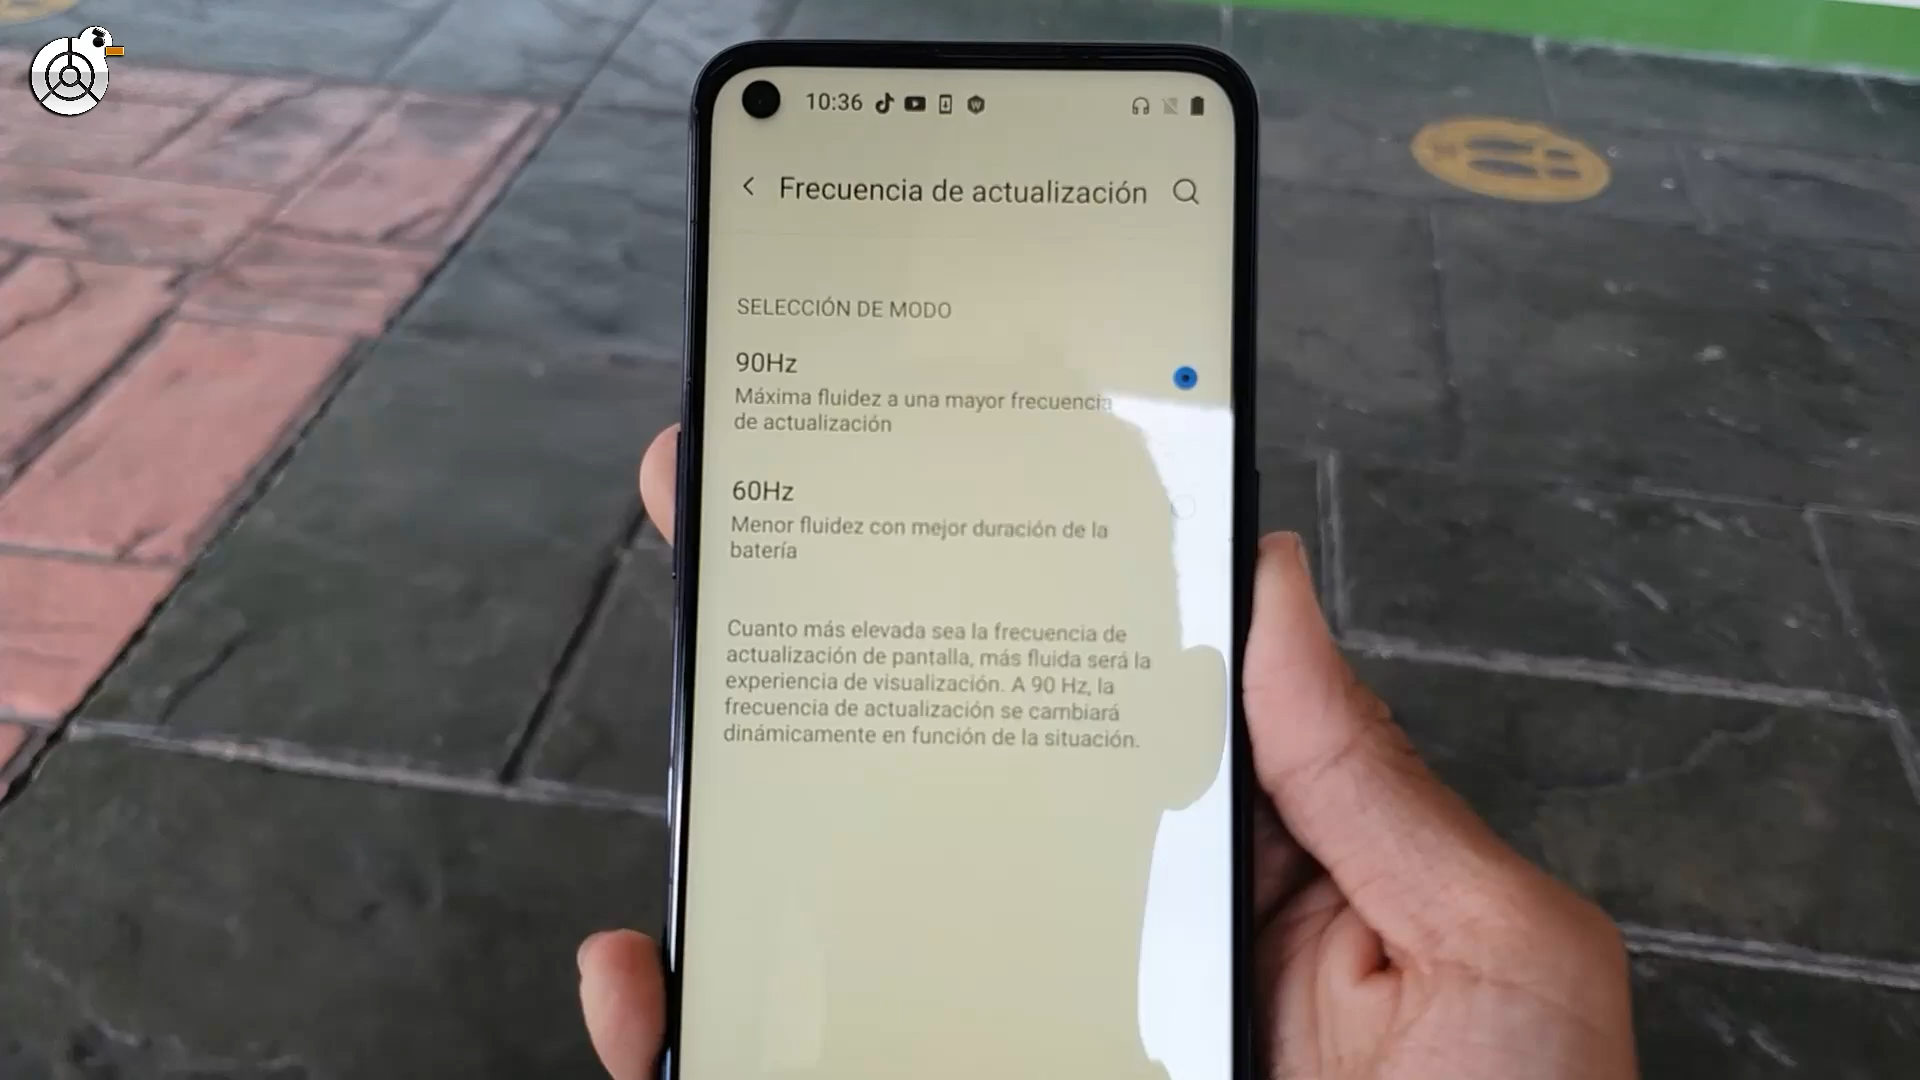 10:36
Frecuencia de actualización
SELECCIÓN DE MODO
90Hz
Máxima fluidez a una mayor frecuencia
de actualización
60Hz
Menor fluidez con mejor duración de la
batería
Cuanto más elevada sea la frecuencia de
actualización de pantalla, más fluida será la
experiencia de visualización. A 90 Hz, la
frecuencia de actualización se cambiará
dinámicamente en función de la situación.